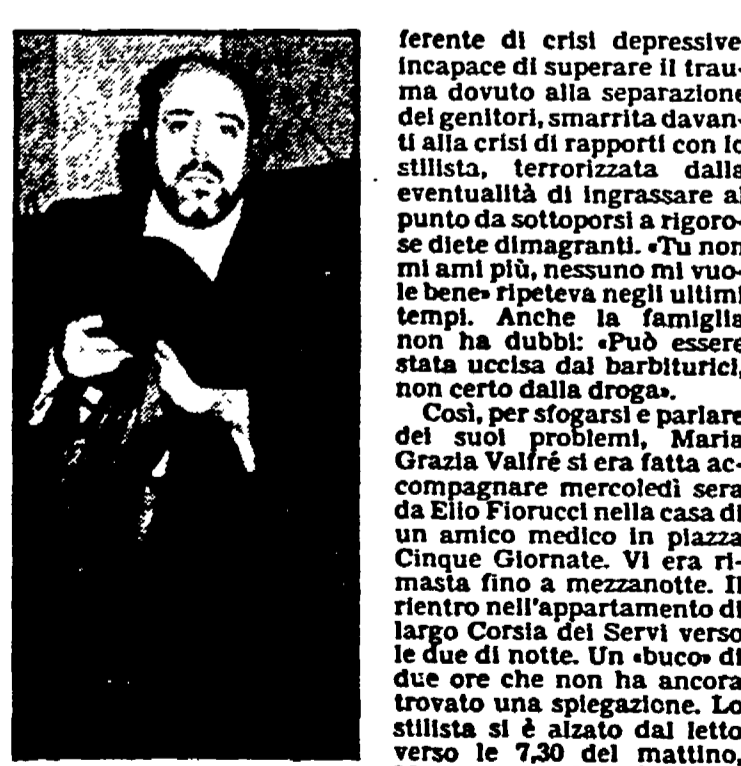 ferente di crisi depressive
incapace di superare il trau-
ma dovuto alla separazione
dei genitori, smarrita davan-
ti alla crisi di rapporti con lo
stilista, terrorizzata dalla
eventualità di ingrassare al
punto da sottoporsi a rigoro-
se diete dimagranti. «Tu non
mi ami più, nessuno mi vuo-
le bene» ripeteva negli ultimi
tempi. Anche la famiglia
non ha dubbi: «Può essere
stata uccisa dai barbiturici,
non certo dalla droga».
Così, per sfogarsi e parlare
dei suoi problemi, Maria
Grazia Valfré si era fatta ac-
compagnare mercoledì sera
da Elio Fiorucci nella casa di
un amico medico in piazza
Cinque Giornate. Vi era ri-
masta fino a mezzanotte. Il
rientro nell'appartamento di
largo Corsia dei Servi verso
le due di notte. Un «buco» di
due ore che non ha ancora
trovato una spiegazione. Lo
stilista si è alzato dal letto
verso le 7,30 del mattino,